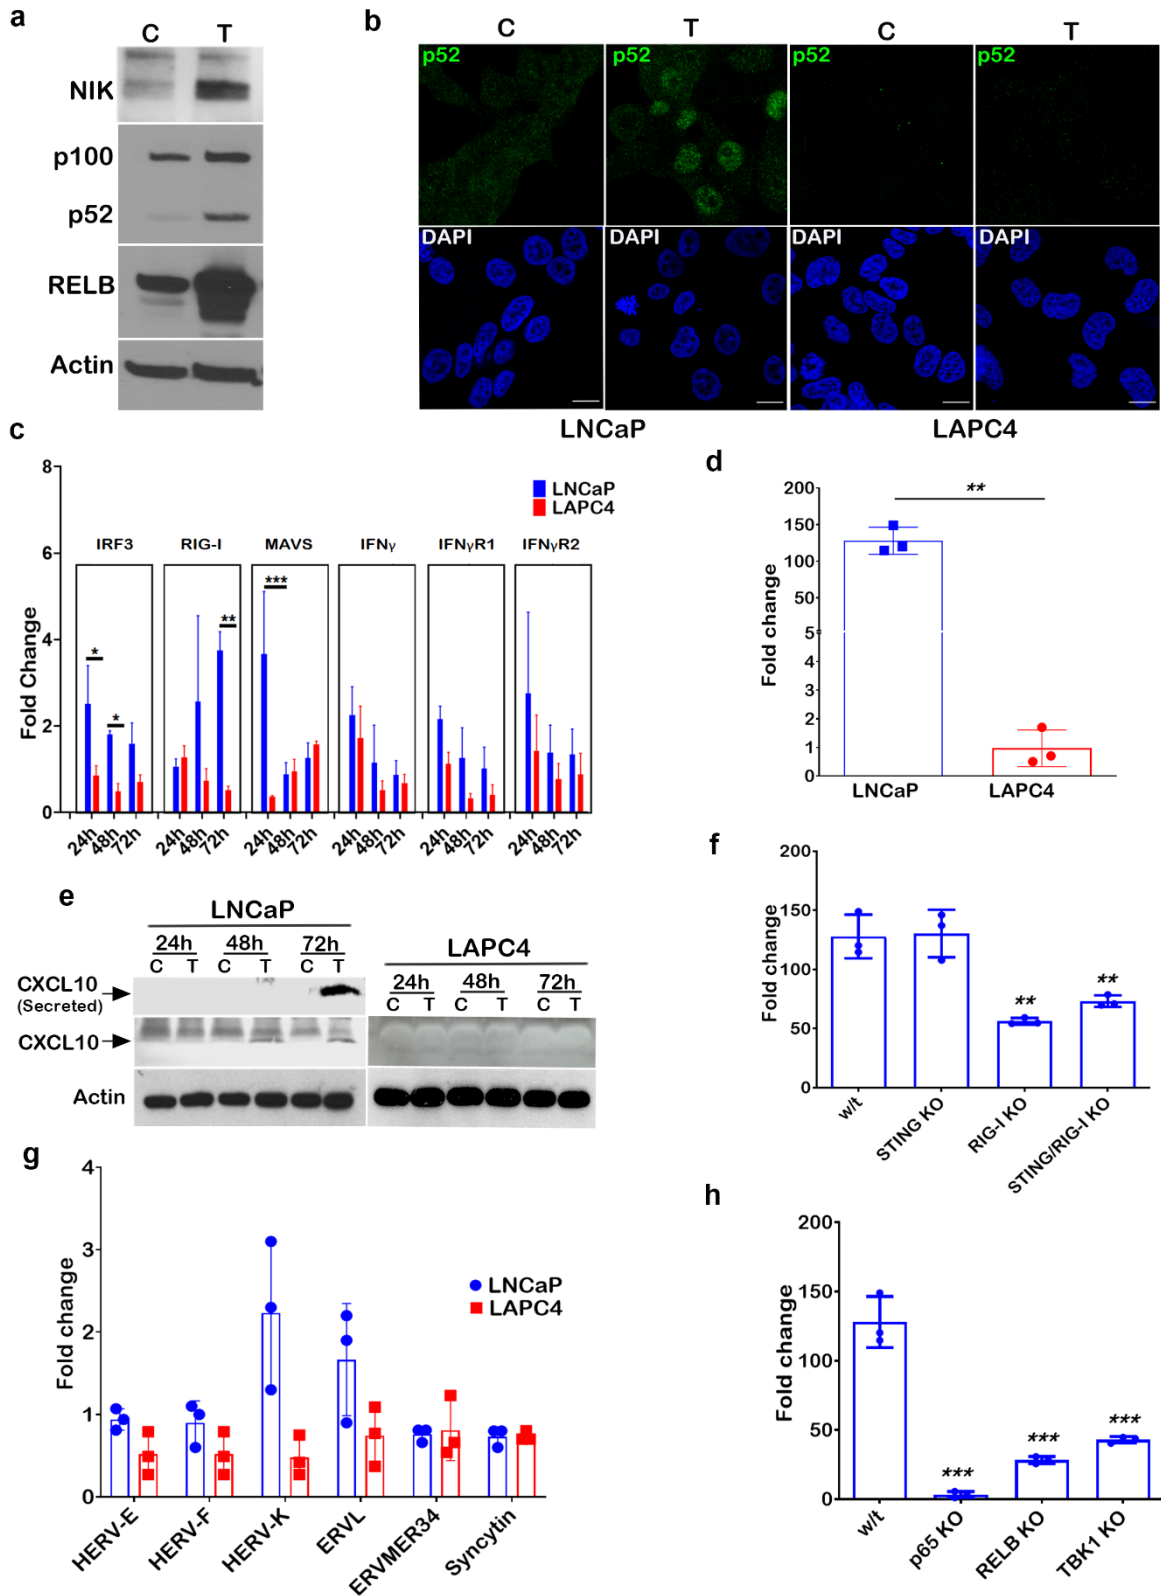 a
C T
NIK
p100
p52
RELB
Actin
b
C T C T
p52 p52 p52 p52
DAPI DAPI DAPI DAPI
LNCaP LAPC4
c
8
6
4
2
0
Fold Change
LNCaP
LAPC4
IRF3 RIG-I MAVS IFNγ IFNγR1 IFNγR2
* * ** ***
24h 48h 72h 24h 48h 72h 24h 48h 72h 24h 48h 72h 24h 48h 72h 24h 48h 72h
d
**
200
150
100
50
5
4
3
2
1
0
Fold change
LNCaP LAPC4
e
LNCaP
24h 48h 72h
C T C T C T
CXCL10
(Secreted)
CXCL10
Actin
LAPC4
24h 48h 72h
C T C T C T
f
200
150
100
50
0
Fold change
** **
w/t STING KO RIG-I KO STING/RIG-I KO
g
4
3
2
1
0
Fold change
LNCaP
LAPC4
HERV-E HERV-F HERV-K ERVL ERVMER34 Syncytin
h
200
150
100
50
0
Fold change
*** *** ***
w/t p65 KO RELB KO TBK1 KO